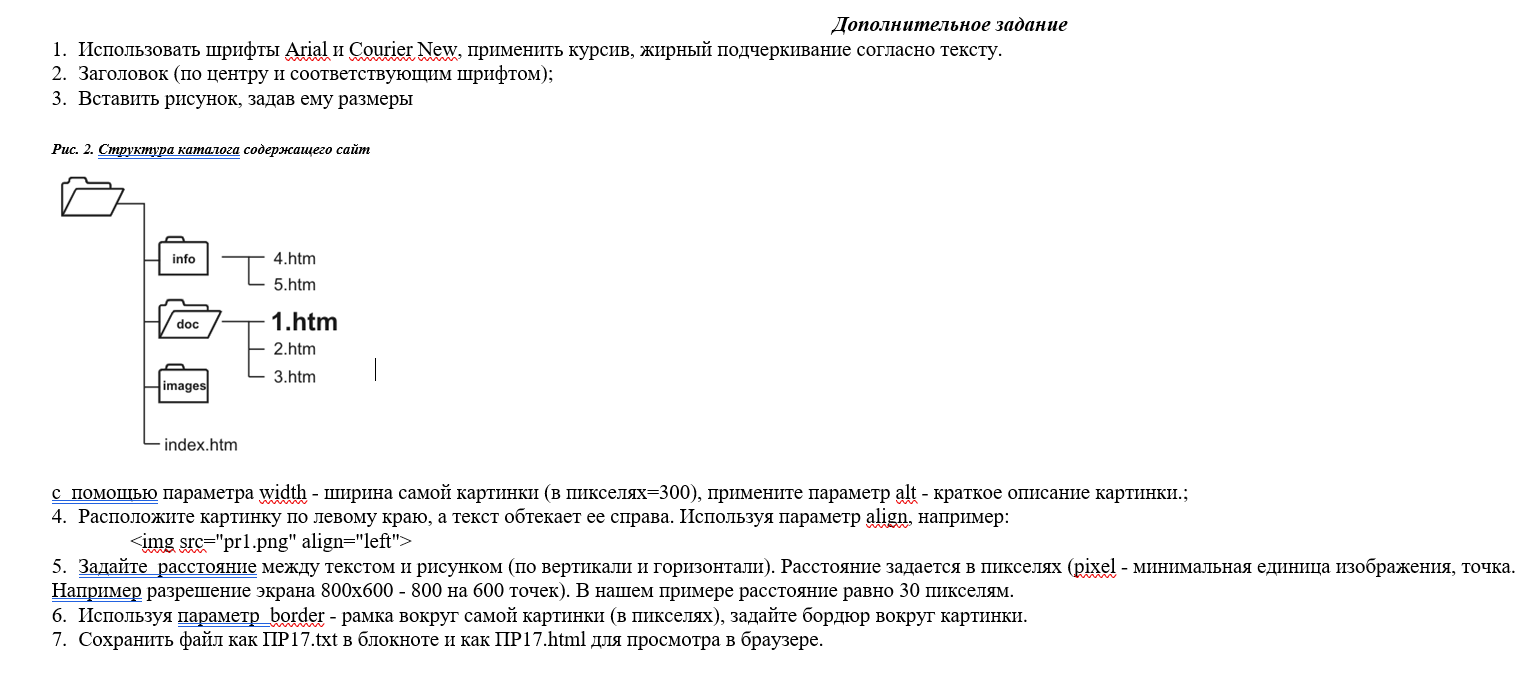 Дополнительное задание
1. Использовать шрифты Arial и Courier New, применить курсив, жирный подчеркивание согласно тексту.
2. Заголовок (по центру и соответствующим шрифтом);
3. Вставить рисунок, задав ему размеры
Рис. 2. Структура каталога содержащего сайт
info
4.htm
5.htm
doc
1.htm
2.htm
3.htm
images
index.htm
с помощью параметра width - ширина самой картинки (в пикселях=300), примените параметр alt - краткое описание картинки.;
4. Расположите картинку по левому краю, а текст обтекает ее справа. Используя параметр align, например:
<img src="pr1.png" align="left">
5. Задайте расстояние между текстом и рисунком (по вертикали и горизонтали). Расстояние задается в пикселях (pixel - минимальная единица изображения, точка.
Например разрешение экрана 800x600 - 800 на 600 точек). В нашем примере расстояние равно 30 пикселям.
6. Используя параметр border - рамка вокруг самой картинки (в пикселях), задайте бордюр вокруг картинки.
7. Сохранить файл как ПР17.txt в блокноте и как ПР17.html для просмотра в браузере.